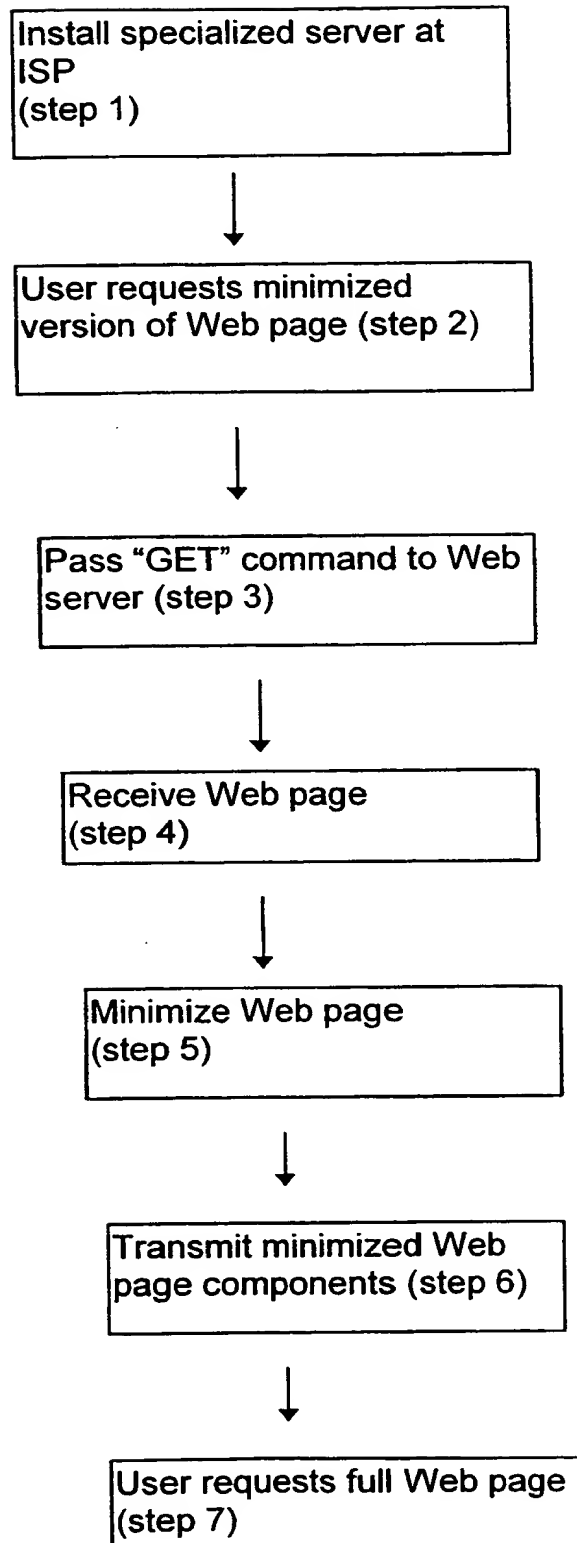 Install specialized server at
ISP
(step 1)
User requests minimized
version of Web page (step 2)
Pass “GET” command to Web
server (step 3)
Receive Web page
(step 4)
Minimize Web page
(step 5)
Transmit minimized Web
page components (step 6)
User requests full Web page
(step 7)